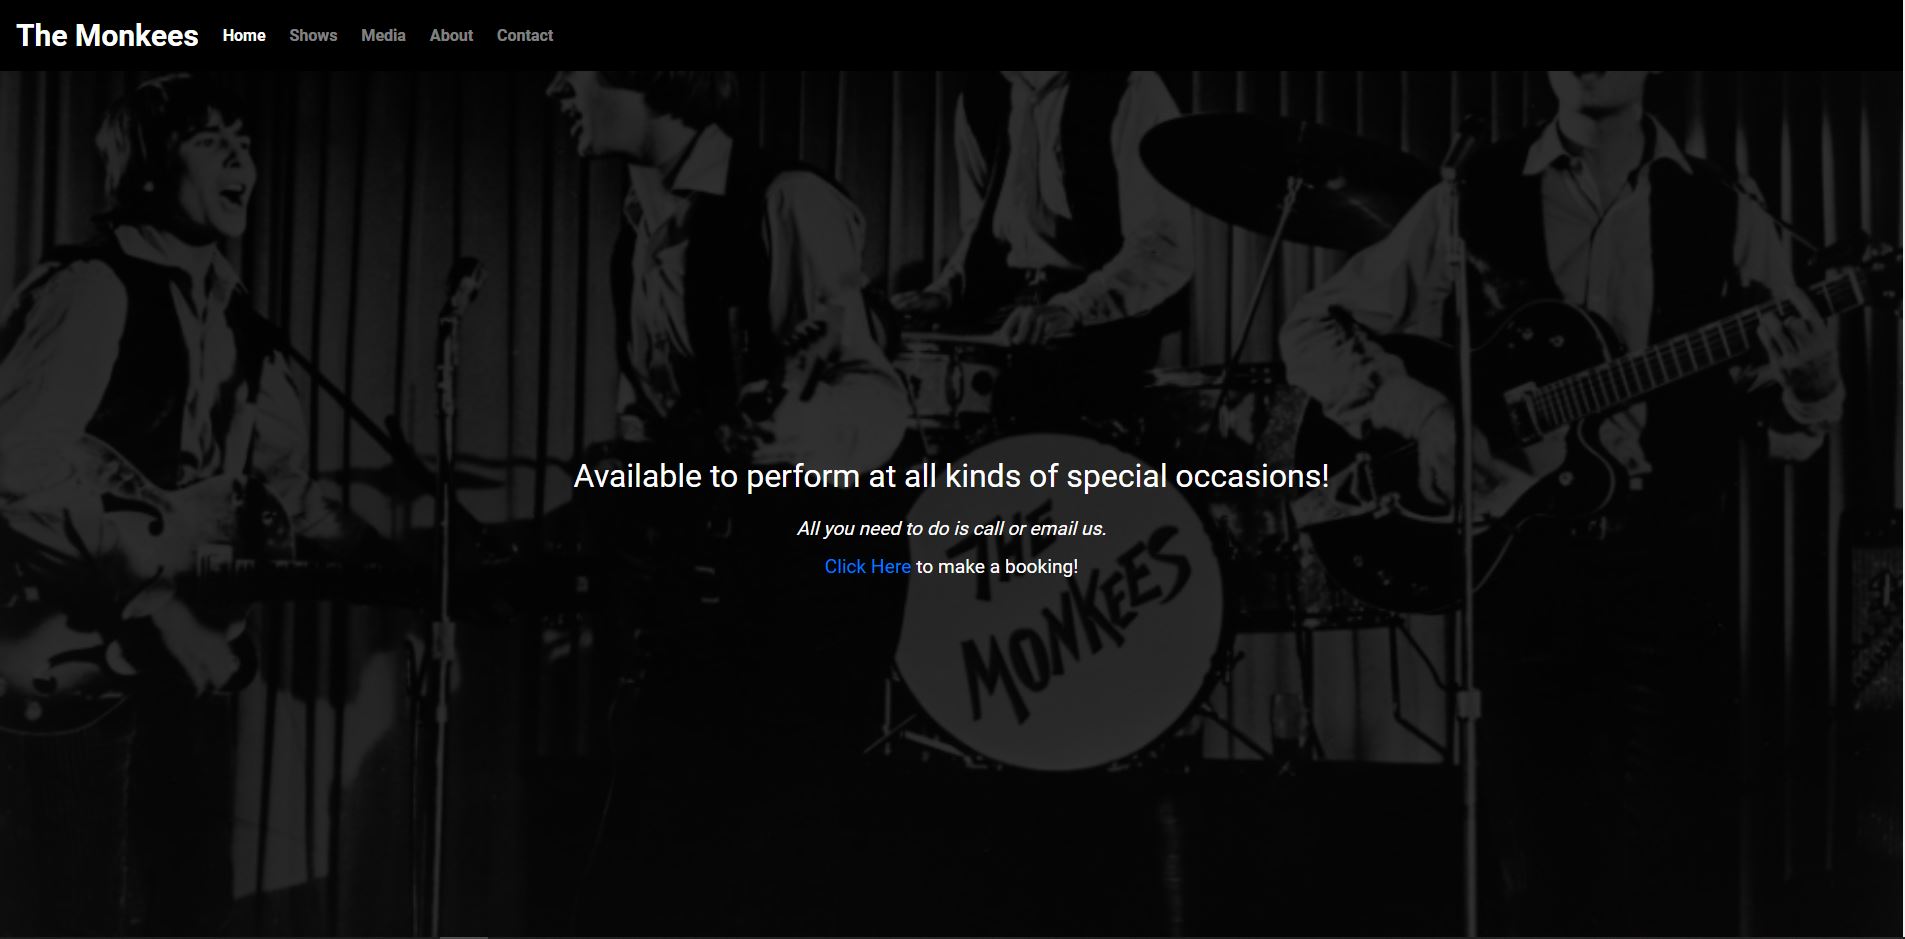 The Monkees Home Shows Media About Contact
Available to perform at all kinds of special occasions!
All you need to do is call or email us.
Click Here to make a booking!
THE
MONKEES